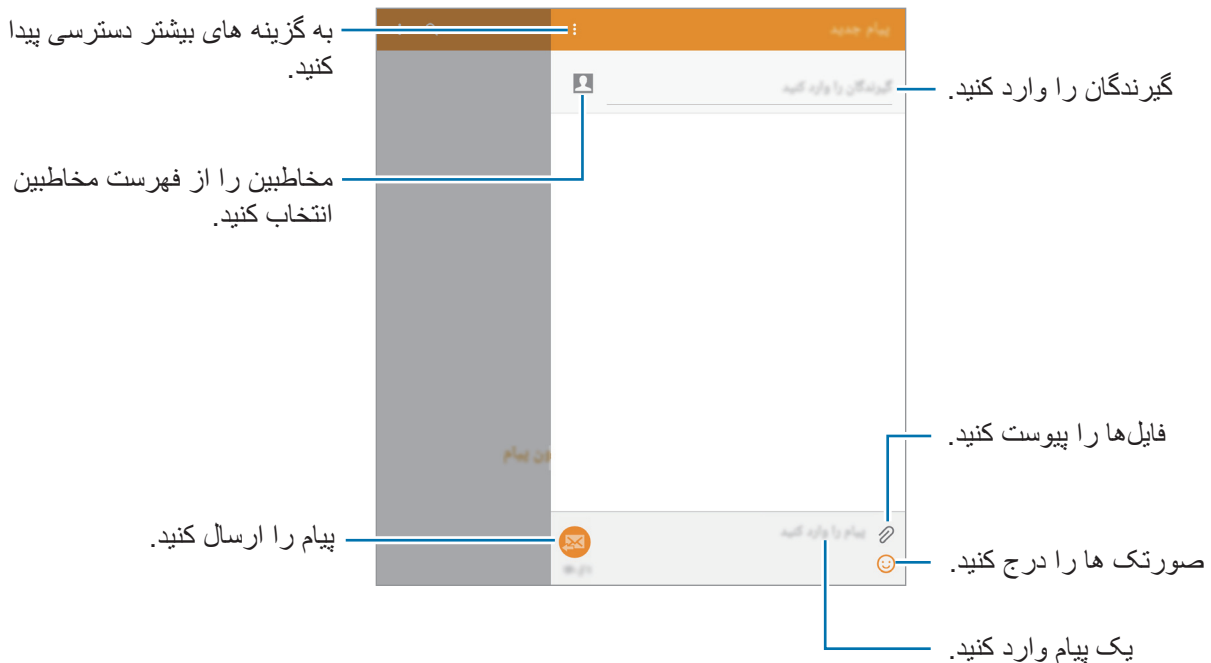 به گزینه های بیشتر دسترسی پیدا
کنید.
پیام جدید
گیرندگان را وارد کنید
گیرندگان را وارد کنید.
مخاطبین را از فهرست مخاطبین
انتخاب کنید.
فایل‌ها را پیوست کنید.
پیام
پیام را وارد کنید
پیام را ارسال کنید.
صورتک ها را درج کنید.
یک پیام وارد کنید.